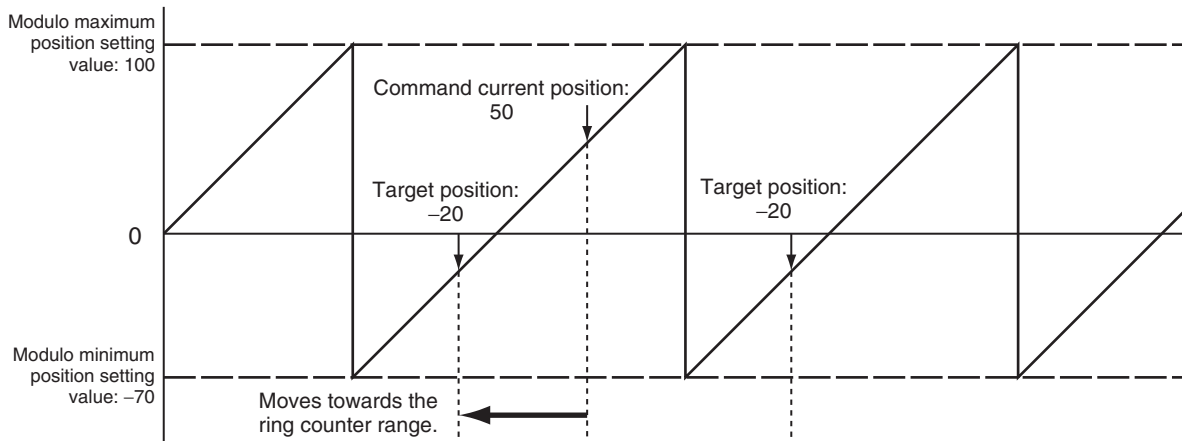 Modulo maximum
position setting
value: 100
Command current position:
50
Target position:
−20
Target position:
−20
0
Modulo minimum
position setting
value: −70
Moves towards the
ring counter range.